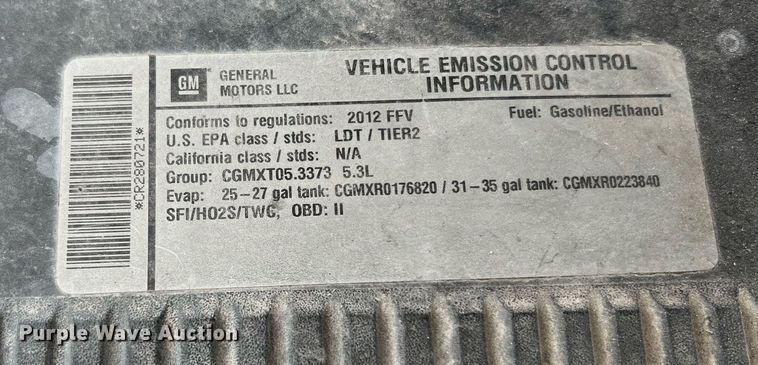 GM
GENERAL
MOTORS LLC
VEHICLE EMISSION CONTROL
INFORMATION
Conforms to regulations: 2012 FFV
Fuel: Gasoline/Ethanol
U.S. EPA class / stds: LDT / TIER2
California class / stds: N/A
Group: CGMXT05.3373 5.3L
Evap: 25-27 gal tank: CGMXR0176820 / 31-35 gal tank: CGMXR0223840
SFI/HO2S/TWC, OBD: II
*CR280721*
Purple Wave Auction